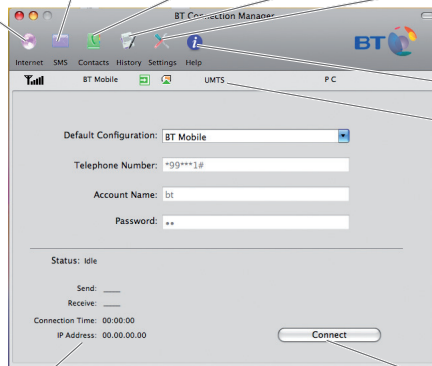 BT Connection Manager
BT
Internet SMS Contacts History Settings Help
BT Mobile UMTS P C
Default Configuration: BT Mobile
Telephone Number: *99***1#
Account Name: bt
Password: ••
Status: Idle
Send: ____
Receive: ____
Connection Time: 00:00:00
IP Address: 00.00.00.00
Connect